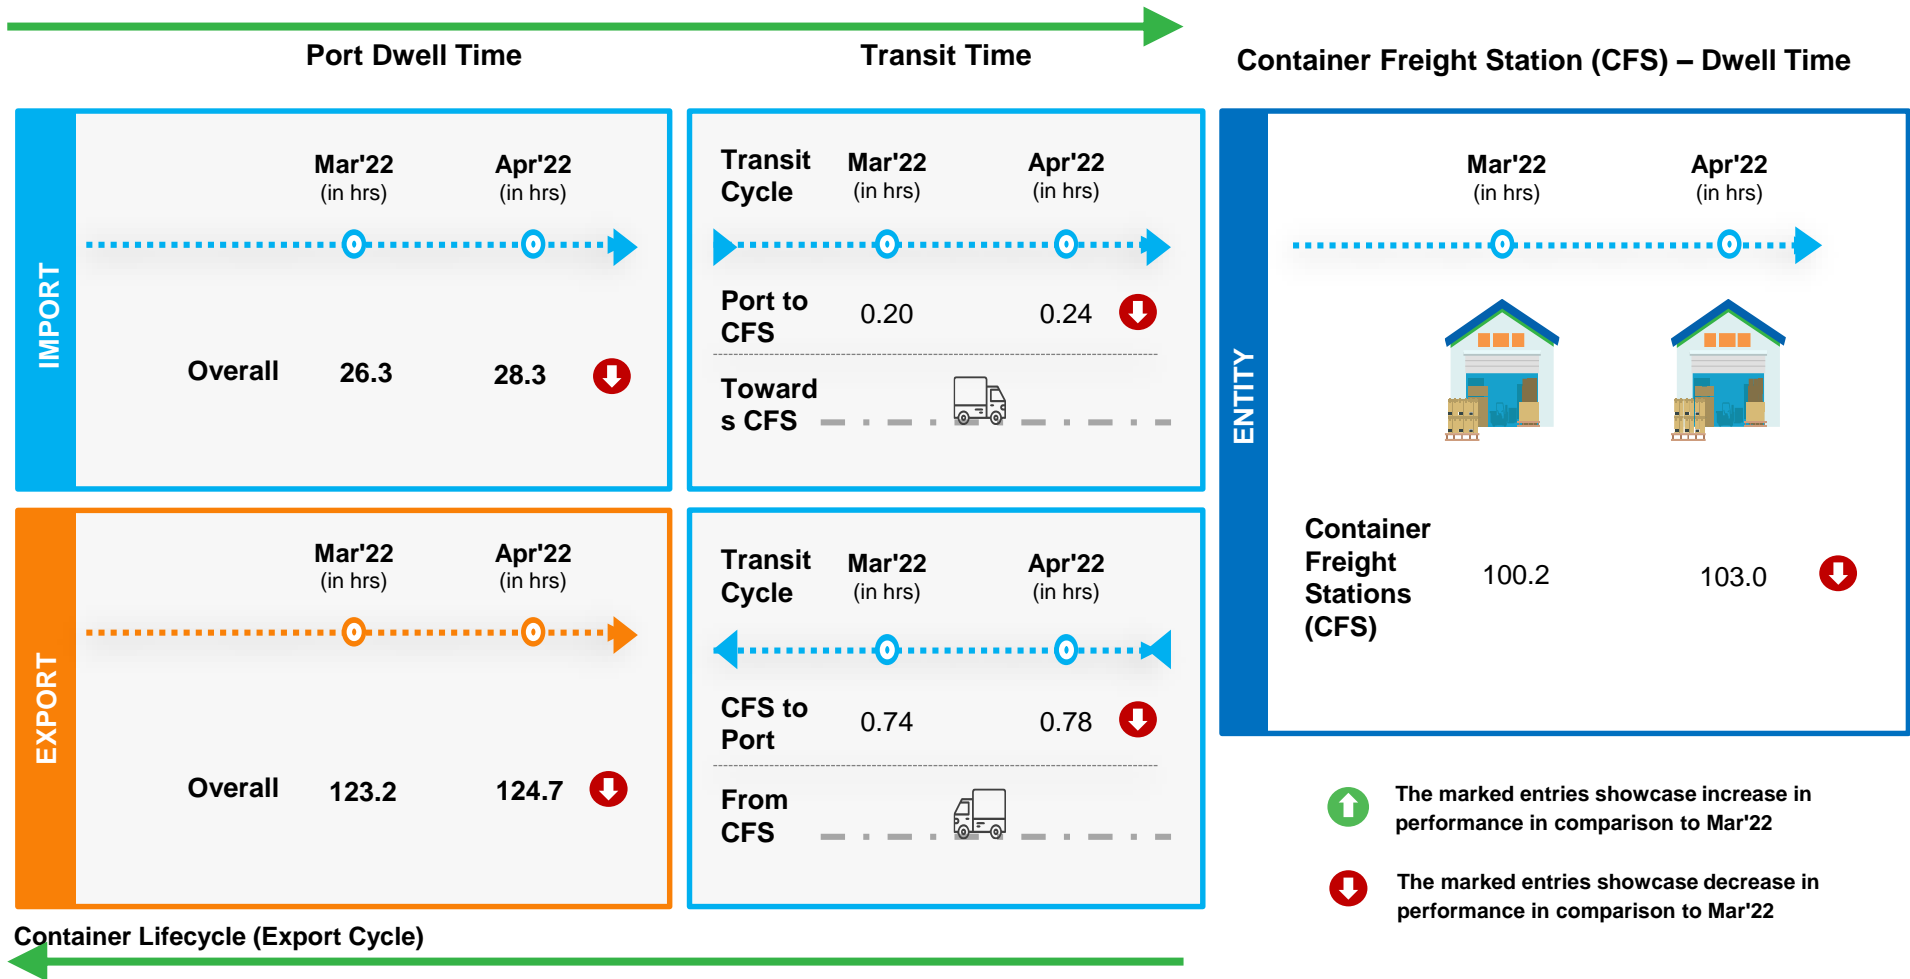 Port Dwell Time
Transit Time
Container Freight Station (CFS) – Dwell Time
IMPORT
Mar'22
(in hrs)
Apr'22
(in hrs)
Overall 26.3 28.3
Transit
Cycle
Mar'22
(in hrs)
Apr'22
(in hrs)
Port to
CFS
0.20 0.24
Toward
s CFS
ENTITY
Mar'22
(in hrs)
Apr'22
(in hrs)
Container
Freight
Stations
(CFS)
100.2 103.0
EXPORT
Mar'22
(in hrs)
Apr'22
(in hrs)
Overall 123.2 124.7
Transit
Cycle
Mar'22
(in hrs)
Apr'22
(in hrs)
CFS to
Port
0.74 0.78
From
CFS
The marked entries showcase increase in
performance in comparison to Mar'22
The marked entries showcase decrease in
performance in comparison to Mar'22
Container Lifecycle (Export Cycle)